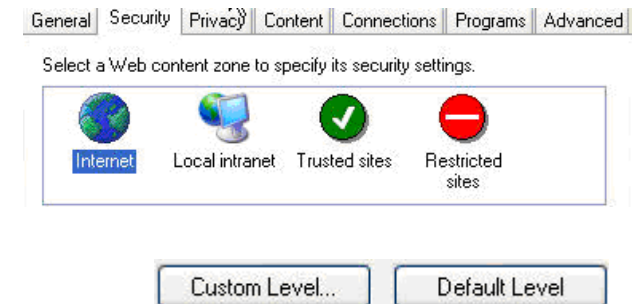 General Security Privacy Content Connections Programs Advanced
Select a Web content zone to specify its security settings.
Internet Local intranet Trusted sites Restricted
sites
Custom Level... Default Level